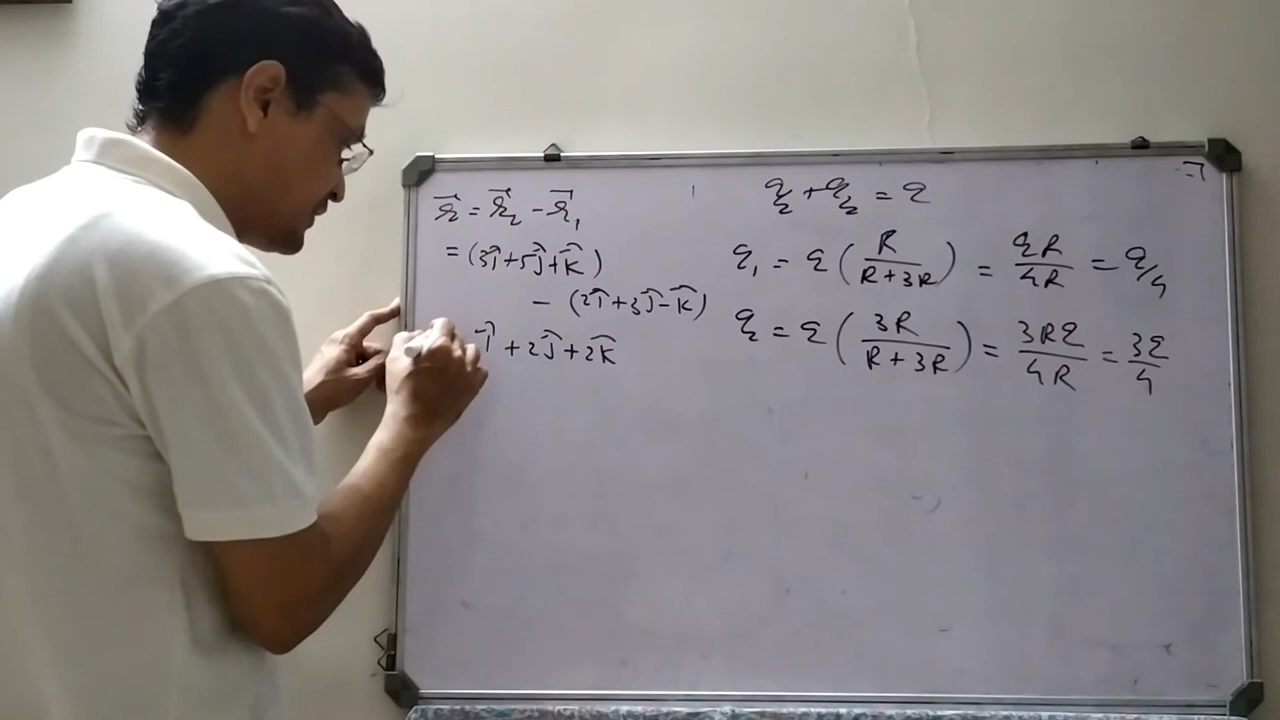 r⃗ = r⃗₂ - r⃗₁
= (3î+5ĵ+k̂)
- (2î+3ĵ-k̂)
î + 2ĵ + 2k̂
q₂ + q₂ = q
q₁ = q ( R / (R + 3R) ) = qR / 4R = q/4
q₂ = q ( 3R / (R + 3R) ) = 3Rq / 4R = 3q / 4